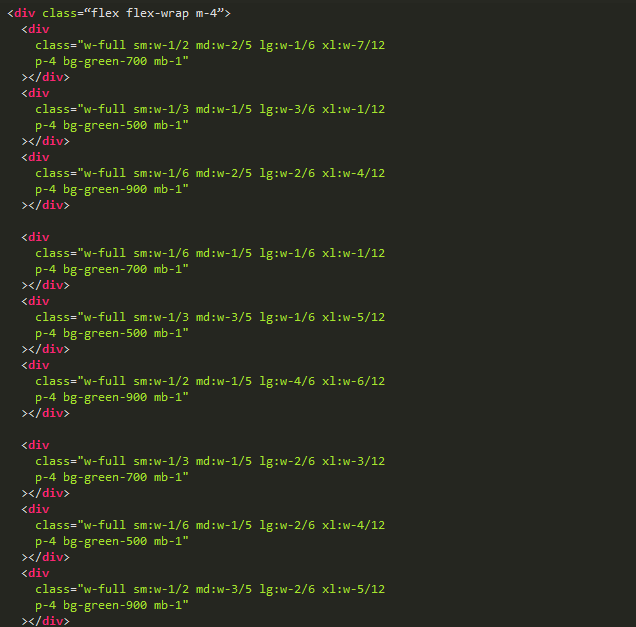 <div class=“flex flex-wrap m-4”>
  <div
    class="w-full sm:w-1/2 md:w-2/5 lg:w-1/6 xl:w-7/12
    p-4 bg-green-700 mb-1"
  ></div>
  <div
    class="w-full sm:w-1/3 md:w-1/5 lg:w-3/6 xl:w-1/12
    p-4 bg-green-500 mb-1"
  ></div>
  <div
    class="w-full sm:w-1/6 md:w-2/5 lg:w-2/6 xl:w-4/12
    p-4 bg-green-900 mb-1"
  ></div>

  <div
    class="w-full sm:w-1/6 md:w-1/5 lg:w-1/6 xl:w-1/12
    p-4 bg-green-700 mb-1"
  ></div>
  <div
    class="w-full sm:w-1/3 md:w-3/5 lg:w-1/6 xl:w-5/12
    p-4 bg-green-500 mb-1"
  ></div>
  <div
    class="w-full sm:w-1/2 md:w-1/5 lg:w-4/6 xl:w-6/12
    p-4 bg-green-900 mb-1"
  ></div>

  <div
    class="w-full sm:w-1/3 md:w-1/5 lg:w-2/6 xl:w-3/12
    p-4 bg-green-700 mb-1"
  ></div>
  <div
    class="w-full sm:w-1/6 md:w-1/5 lg:w-2/6 xl:w-4/12
    p-4 bg-green-500 mb-1"
  ></div>
  <div
    class="w-full sm:w-1/2 md:w-3/5 lg:w-2/6 xl:w-5/12
    p-4 bg-green-900 mb-1"
  ></div>